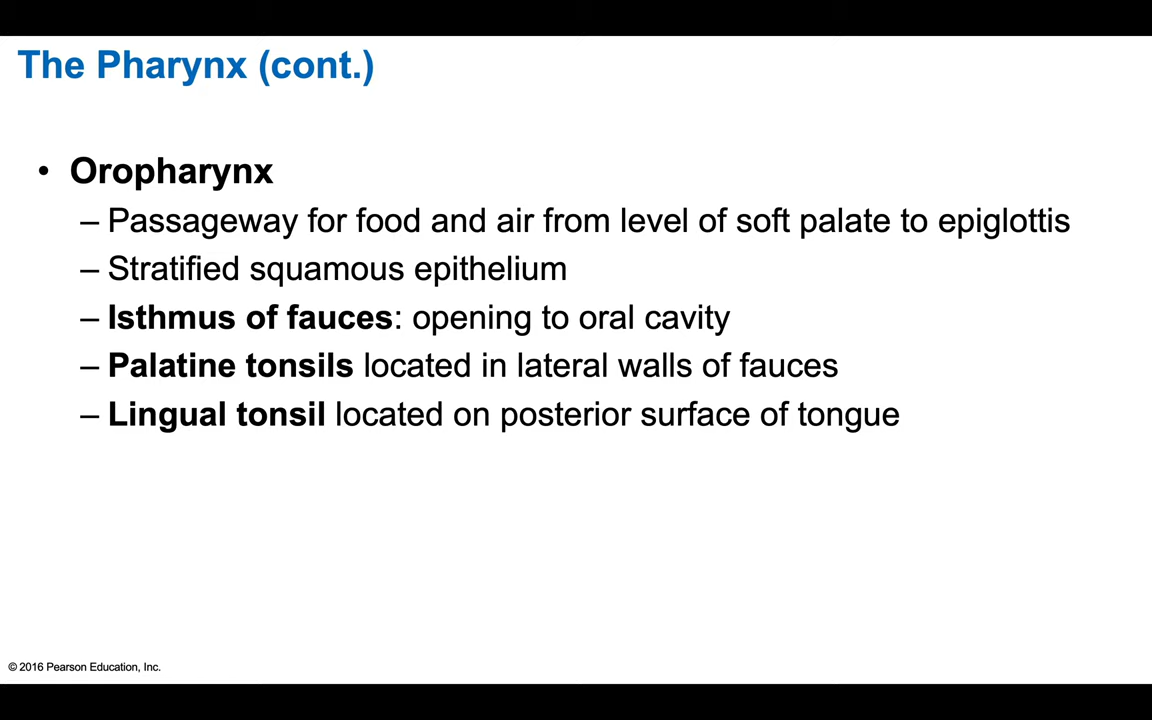 The Pharynx (cont.)
• Oropharynx
– Passageway for food and air from level of soft palate to epiglottis
– Stratified squamous epithelium
– Isthmus of fauces: opening to oral cavity
– Palatine tonsils located in lateral walls of fauces
– Lingual tonsil located on posterior surface of tongue
© 2016 Pearson Education, Inc.